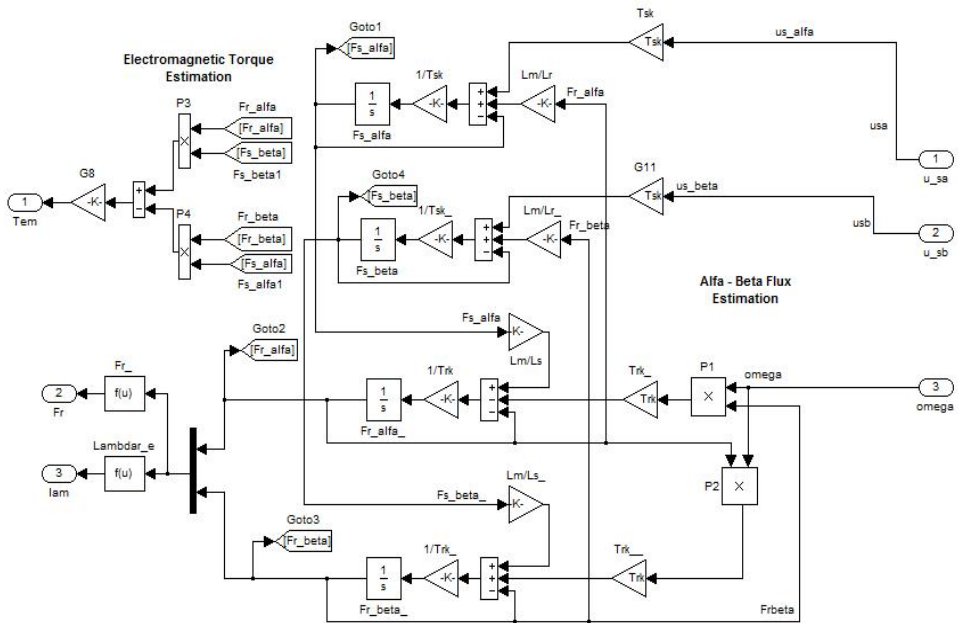 Tsk
Goto1
us_alfa
[Fs_alfa]
Tsk
Electromagnetic Torque
Estimation
1/Tsk
Lm/Lr
Fr_alfa
P3
Fr_alfa
1
s
-K-
+
+
−
-K-
[Fr_alfa]
×
Fs_alfa
usa
[Fs_beta]
1
Fs_beta1
G11
u_sa
G8
Goto4
us_beta
[Fs_beta]
Tsk
1
-K-
+
−
Tem
P4
Fr_beta
1/Tsk_
Lm/Lr_
Fr_beta
usb
2
[Fr_beta]
1
s
-K-
+
+
−
-K-
u_sb
×
[Fs_alfa]
Fs_beta
Fs_alfa1
Alfa - Beta Flux
Estimation
Fs_alfa
Goto2
-K-
[Fr_alfa]
Lm/Ls
Fr_
1/Trk
Trk_
P1
omega
2
f(u)
1
s
-K-
+
−
−
Trk
×
3
Fr
Fr_alfa_
omega
Lambdar_e
Lm/Ls_
3
f(u)
P2
×
lam
Fs_beta_
-K-
Goto3
[Fr_beta]
1/Trk_
Trk__
1
s
-K-
+
+
−
Trk
Fr_beta_
Frbeta